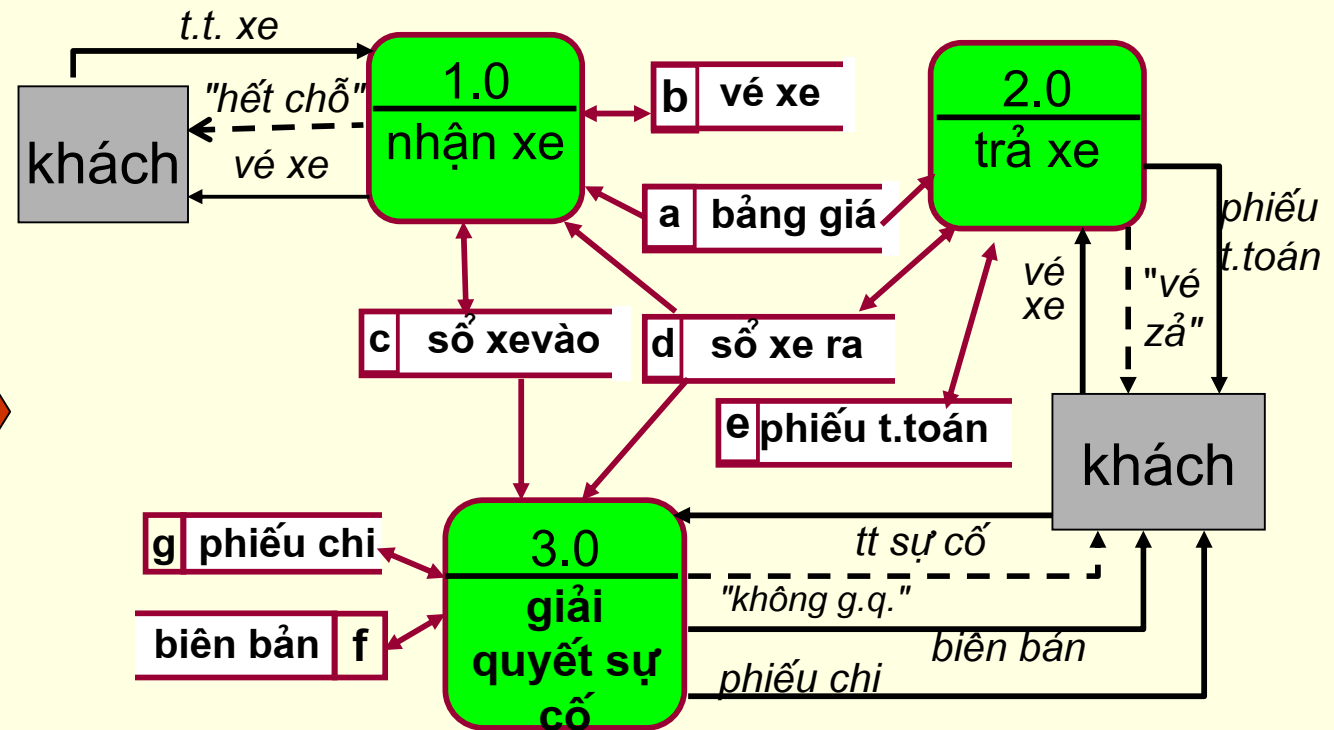 t.t. xe
"hết chỗ"
khách
vé xe
1.0
nhận xe
b vé xe
a bảng giá
2.0
trả xe
phiếu
t.toán
vé
xe
"vé
zả"
c sổ xevào
d sổ xe ra
e phiếu t.toán
khách
g phiếu chi
biên bản f
3.0
giải
quyết sự
cố
tt sự cố
"không g.q."
biên bán
phiếu chi